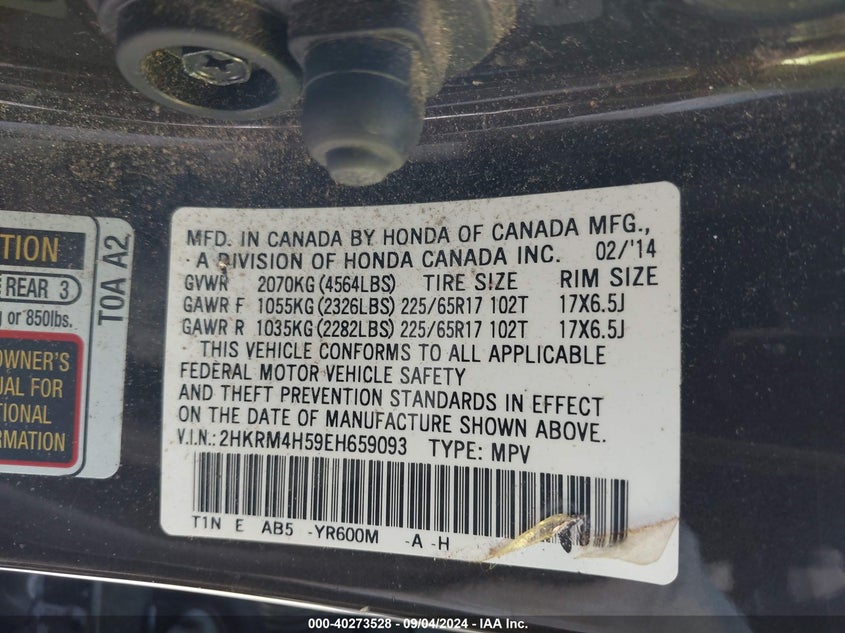 TION
REAR 3
or 850lbs.
OWNER'S
UAL FOR
TIONAL
RMATION
TOA A2
MFD. IN CANADA BY HONDA OF CANADA MFG.,
A DIVISION OF HONDA CANADA INC. 02/'14
GVWR 2070KG (4564LBS) TIRE SIZE RIM SIZE
GAWR F 1055KG (2326LBS) 225/65R17 102T 17X6.5J
GAWR R 1035KG (2282LBS) 225/65R17 102T 17X6.5J
THIS VEHICLE CONFORMS TO ALL APPLICABLE
FEDERAL MOTOR VEHICLE SAFETY
AND THEFT PREVENTION STANDARDS IN EFFECT
ON THE DATE OF MANUFACTURE SHOWN ABOVE.
V.I.N.: 2HKRM4H59EH659093 TYPE: MPV
T1N E AB5 -YR600M -A -H
000-40273528 - 09/04/2024 - IAA Inc.